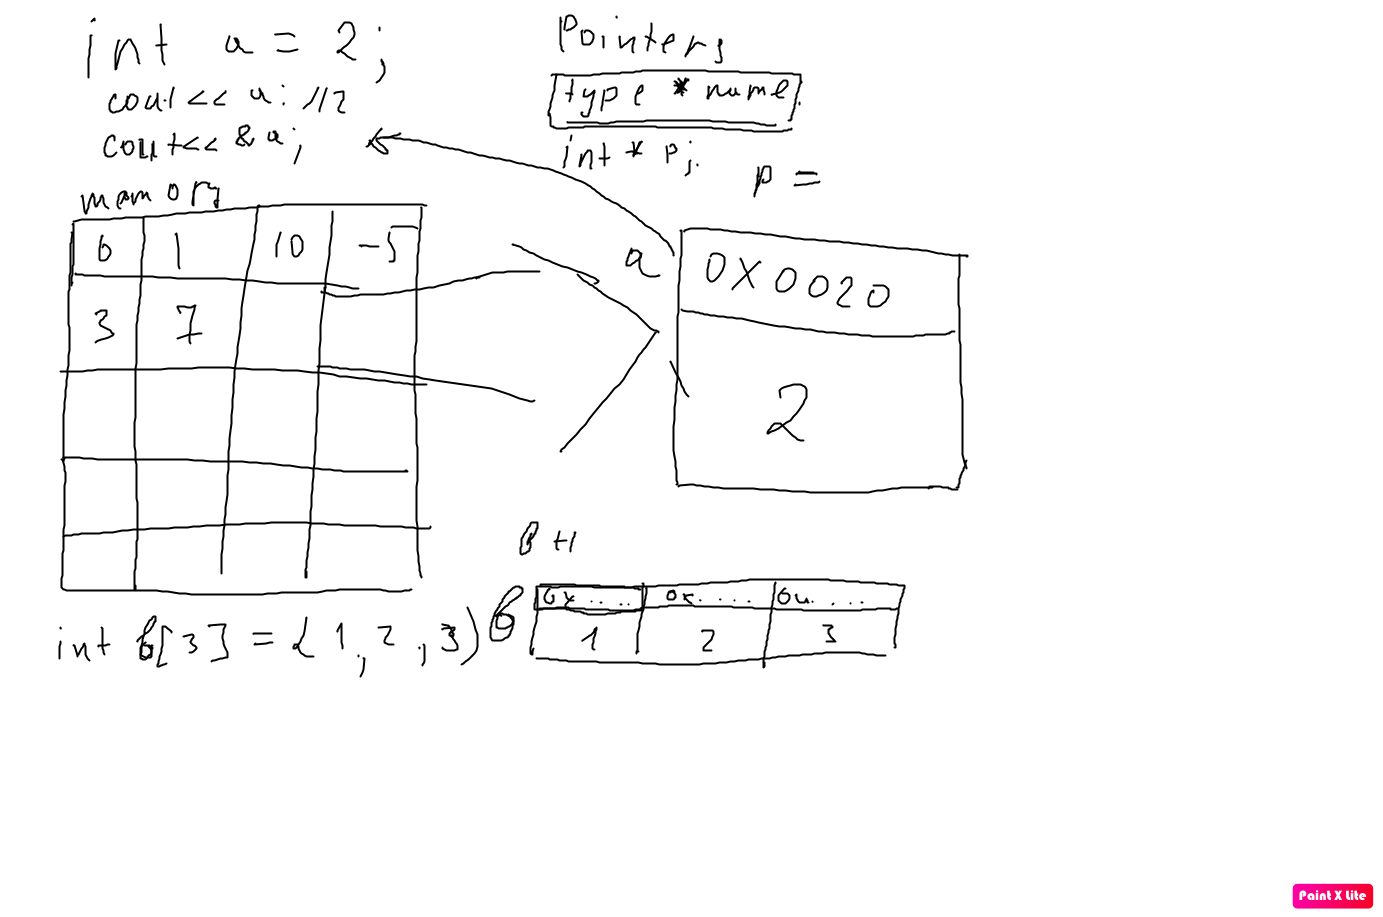 int a = 2;
cout << a: //2
cout<< &a;
memory
6 1 10 -5
3 7
Pointers
type * name;
int * p;
p =
a
0X0020
2
int b[3] = { 1, 2, 3}
b +1
b
0x.... 0x..... 0x.....
1 2 3
Paint X Lite